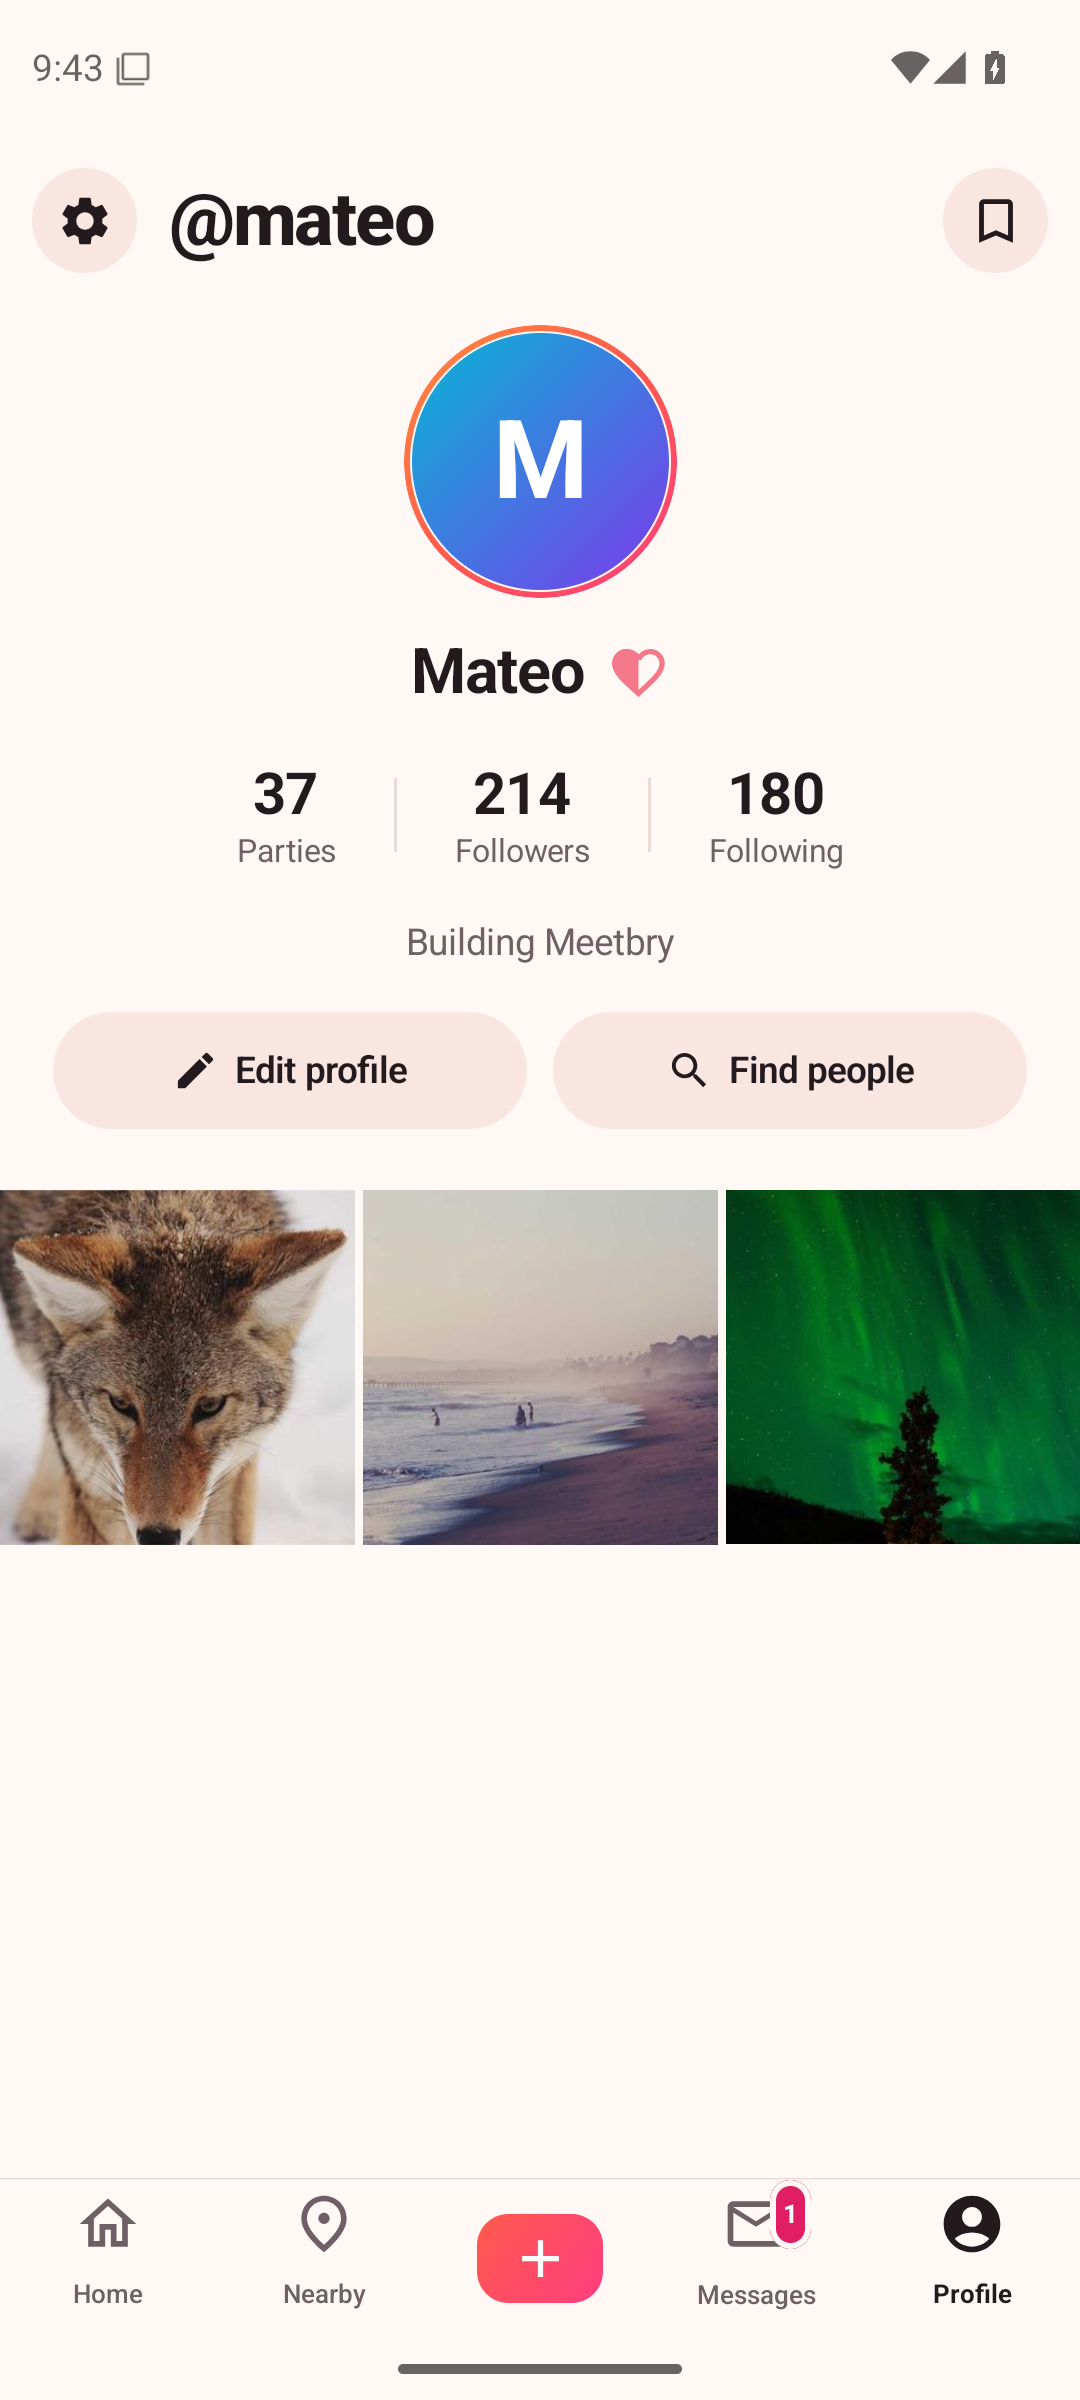 9:43
@mateo
M
Mateo
37
Parties
214
Followers
180
Following
Building Meetbry
Edit profile
Find people
Home
Nearby
1
Messages
Profile